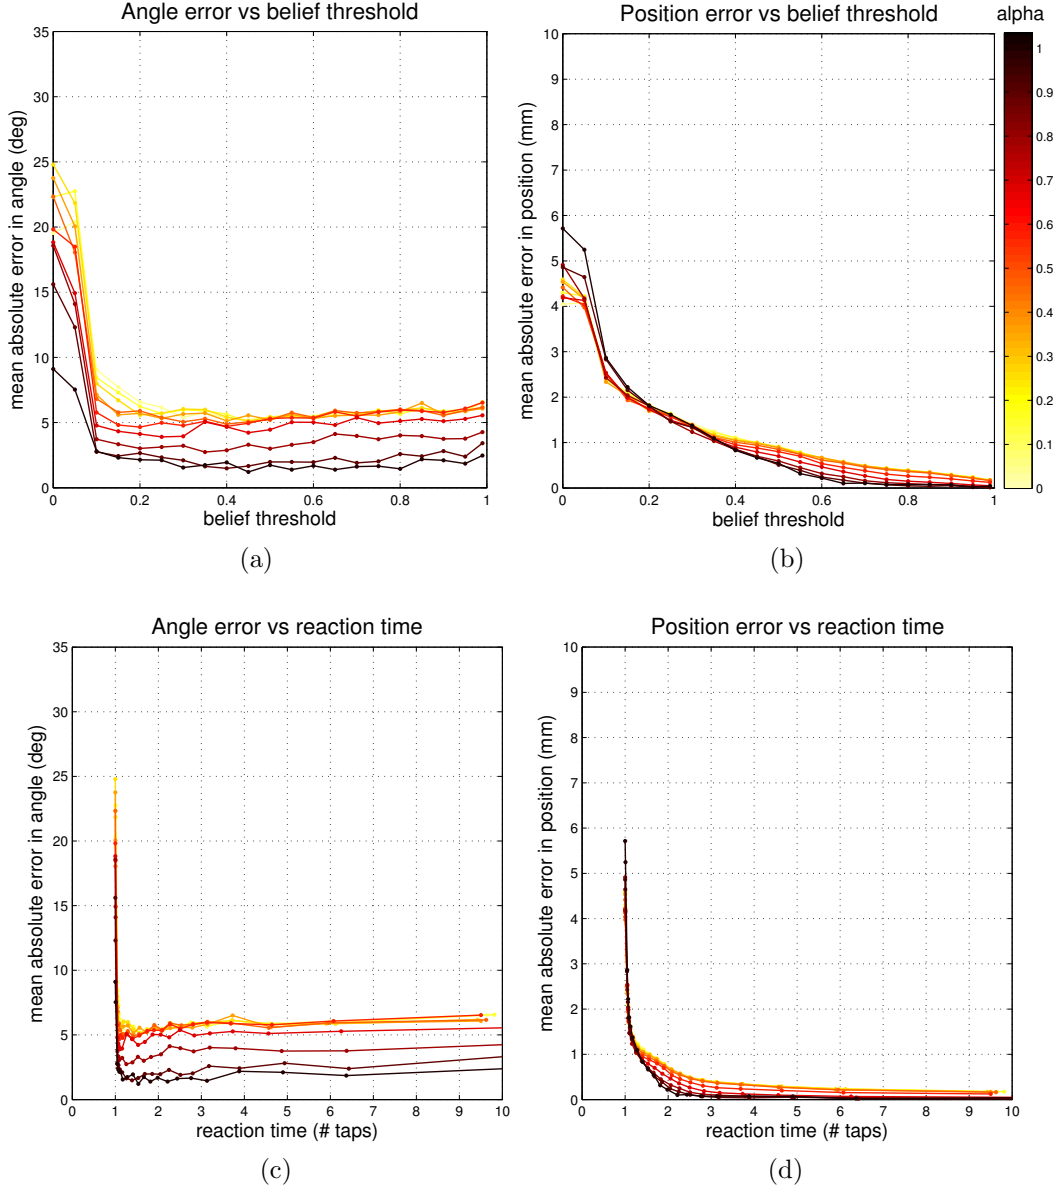 Angle error vs belief threshold
Position error vs belief threshold
alpha
mean absolute error in angle (deg)
35
30
25
20
15
10
5
0
0 0.2 0.4 0.6 0.8 1
belief threshold
(a)
mean absolute error in position (mm)
10
9
8
7
6
5
4
3
2
1
0
0 0.2 0.4 0.6 0.8 1
belief threshold
(b)
1
0.9
0.8
0.7
0.6
0.5
0.4
0.3
0.2
0.1
0
Angle error vs reaction time
Position error vs reaction time
mean absolute error in angle (deg)
35
30
25
20
15
10
5
0
0 1 2 3 4 5 6 7 8 9 10
reaction time (# taps)
(c)
mean absolute error in position (mm)
10
9
8
7
6
5
4
3
2
1
0
0 1 2 3 4 5 6 7 8 9 10
reaction time (# taps)
(d)